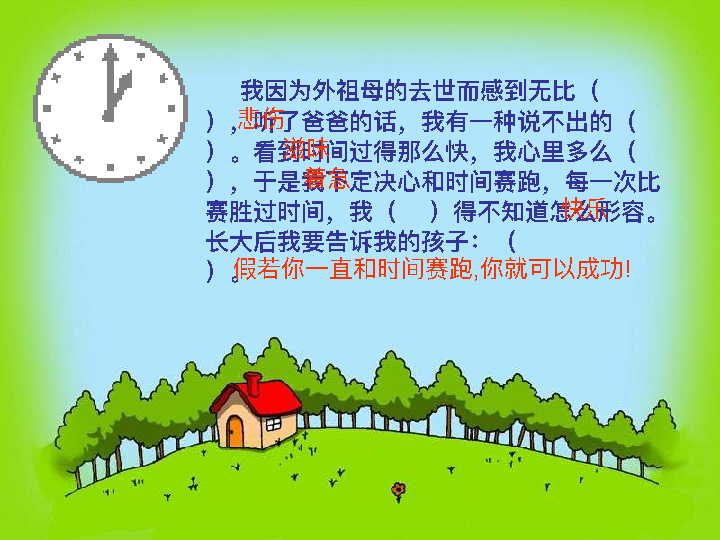 我因为外祖母的去世而感到无比（
），听了爸爸的话，我有一种说不出的（
）。看到时间过得那么快，我心里多么（
），于是我下定决心和时间赛跑，每一次比
赛胜过时间，我（　）得不知道怎么形容。
长大后我要告诉我的孩子：（
）。
悲伤
滋味
着急
快乐
假若你一直和时间赛跑,你就可以成功!